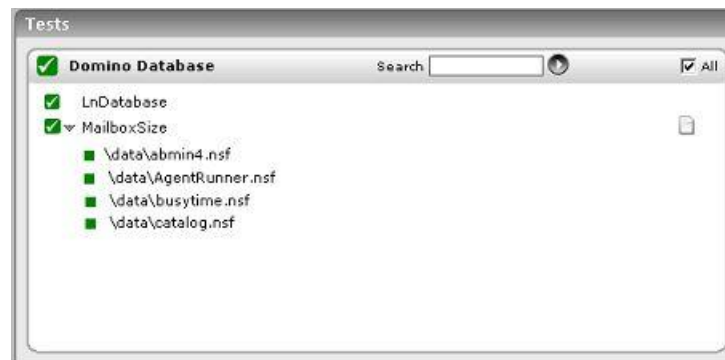 Tests
Domino Database Search All
LnDatabase
MailboxSize
\data\abmin4.nsf
\data\AgentRunner.nsf
\data\busytime.nsf
\data\catalog.nsf